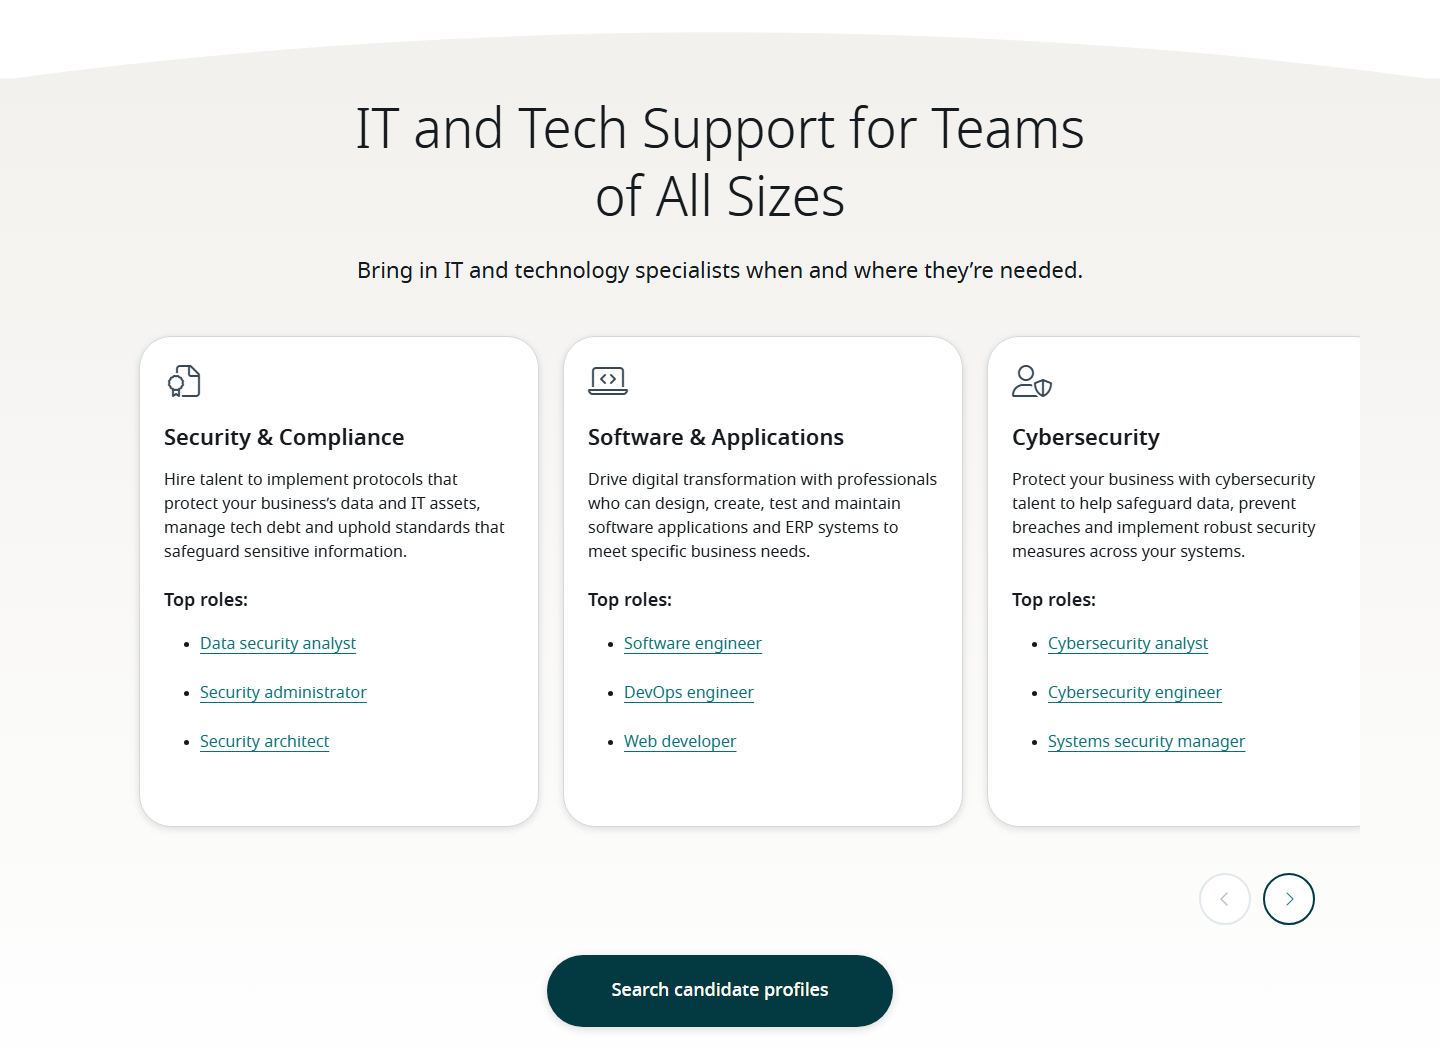 IT and Tech Support for Teams
of All Sizes
Bring in IT and technology specialists when and where they’re needed.
Security & Compliance
Hire talent to implement protocols that
protect your business’s data and IT assets,
manage tech debt and uphold standards that
safeguard sensitive information.
Top roles:
• Data security analyst
• Security administrator
• Security architect
Software & Applications
Drive digital transformation with professionals
who can design, create, test and maintain
software applications and ERP systems to
meet specific business needs.
Top roles:
• Software engineer
• DevOps engineer
• Web developer
Cybersecurity
Protect your business with cybersecurity
talent to help safeguard data, prevent
breaches and implement robust security
measures across your systems.
Top roles:
• Cybersecurity analyst
• Cybersecurity engineer
• Systems security manager
Search candidate profiles